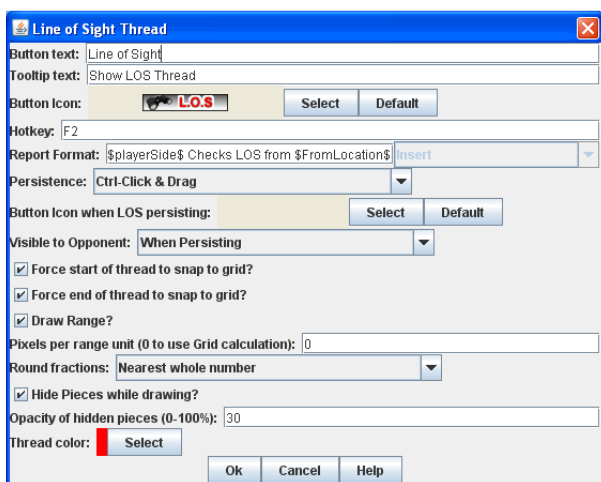 Line of Sight Thread
Button text: Line of Sight
Tooltip text: Show LOS Thread
Button Icon: L.O.S Select Default
Hotkey: F2
Report Format: $playerSide$ Checks LOS from $FromLocation$ Insert
Persistence: Ctrl-Click & Drag
Button Icon when LOS persisting: Select Default
Visible to Opponent: When Persisting
Force start of thread to snap to grid?
Force end of thread to snap to grid?
Draw Range?
Pixels per range unit (0 to use Grid calculation): 0
Round fractions: Nearest whole number
Hide Pieces while drawing?
Opacity of hidden pieces (0-100%): 30
Thread color: Select
Ok Cancel Help